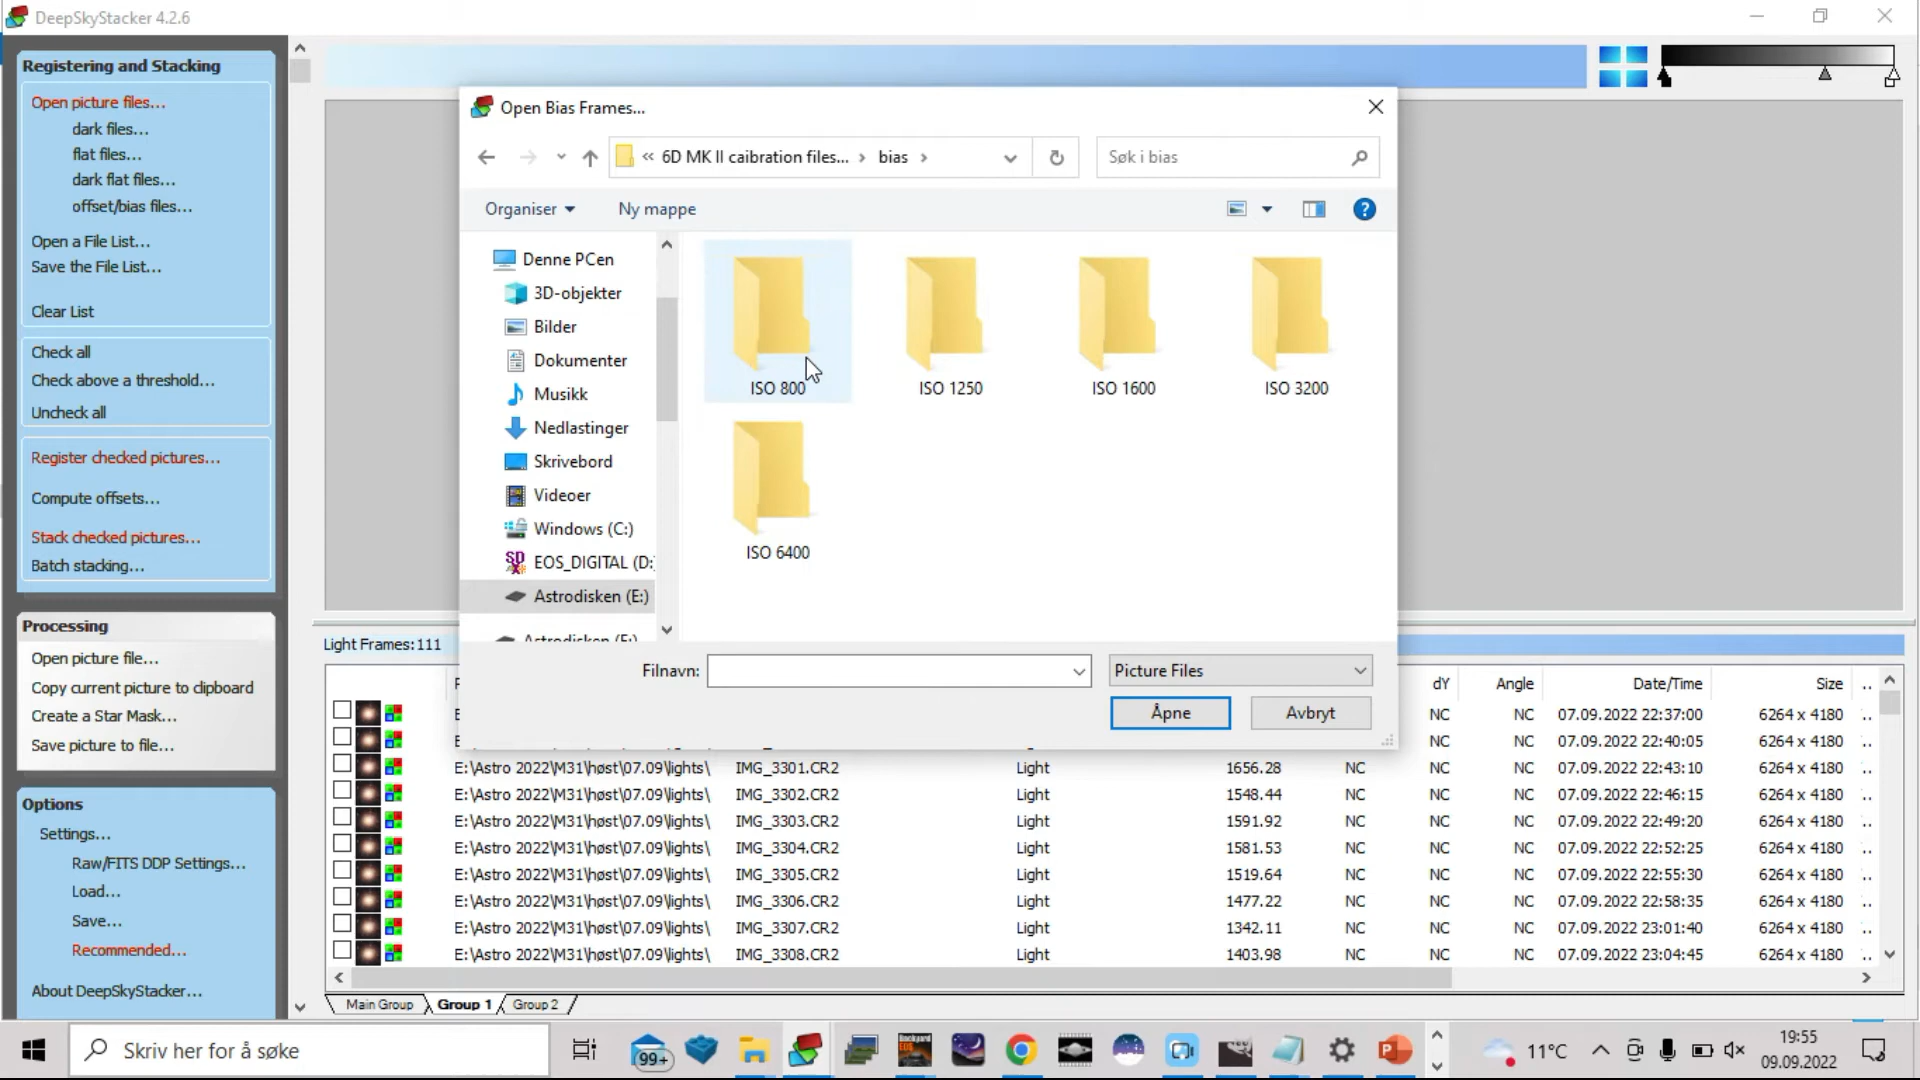 DeepSkyStacker 4.2.6
Registering and Stacking
Open picture files...
dark files...
flat files...
dark flat files...
offset/bias files...
Open a File List...
Save the File List...
Clear List
Check all
Check above a threshold...
Uncheck all
Register checked pictures...
Compute offsets...
Stack checked pictures...
Batch stacking...
Processing
Open picture file...
Copy current picture to clipboard
Create a Star Mask...
Save picture to file...
Options
Settings...
Raw/FITS DDP Settings...
Load...
Save...
Recommended...
About DeepSkyStacker...
Open Bias Frames...
« 6D MK II caibration files... › bias ›
Søk i bias
Organiser
Ny mappe
Denne PCen
3D-objekter
Bilder
Dokumenter
Musikk
Nedlastinger
Skrivebord
Videoer
Windows (C:)
EOS_DIGITAL (D:
Astrodisken (E:)
Astrodisken (E:)
ISO 800
ISO 1250
ISO 1600
ISO 3200
ISO 6400
Filnavn:
Picture Files
Åpne
Avbryt
Light Frames:111
dY Angle Date/Time Size ..
NC NC 07.09.2022 22:37:00 6264 x 4180 ..
NC NC 07.09.2022 22:40:05 6264 x 4180 ..
E:\Astro 2022\M31\høst\07.09\lights\ IMG_3301.CR2 Light 1656.28 NC NC NC 07.09.2022 22:43:10 6264 x 4180 ..
E:\Astro 2022\M31\høst\07.09\lights\ IMG_3302.CR2 Light 1548.44 NC NC NC 07.09.2022 22:46:15 6264 x 4180 ..
E:\Astro 2022\M31\høst\07.09\lights\ IMG_3303.CR2 Light 1591.92 NC NC NC 07.09.2022 22:49:20 6264 x 4180 ..
E:\Astro 2022\M31\høst\07.09\lights\ IMG_3304.CR2 Light 1581.53 NC NC NC 07.09.2022 22:52:25 6264 x 4180 ..
E:\Astro 2022\M31\høst\07.09\lights\ IMG_3305.CR2 Light 1519.64 NC NC NC 07.09.2022 22:55:30 6264 x 4180 ..
E:\Astro 2022\M31\høst\07.09\lights\ IMG_3306.CR2 Light 1477.22 NC NC NC 07.09.2022 22:58:35 6264 x 4180 ..
E:\Astro 2022\M31\høst\07.09\lights\ IMG_3307.CR2 Light 1342.11 NC NC NC 07.09.2022 23:01:40 6264 x 4180 ..
E:\Astro 2022\M31\høst\07.09\lights\ IMG_3308.CR2 Light 1403.98 NC NC NC 07.09.2022 23:04:45 6264 x 4180 ..
Main Group Group 1 Group 2
Skriv her for å søke
99+
11°C
19:55
09.09.2022